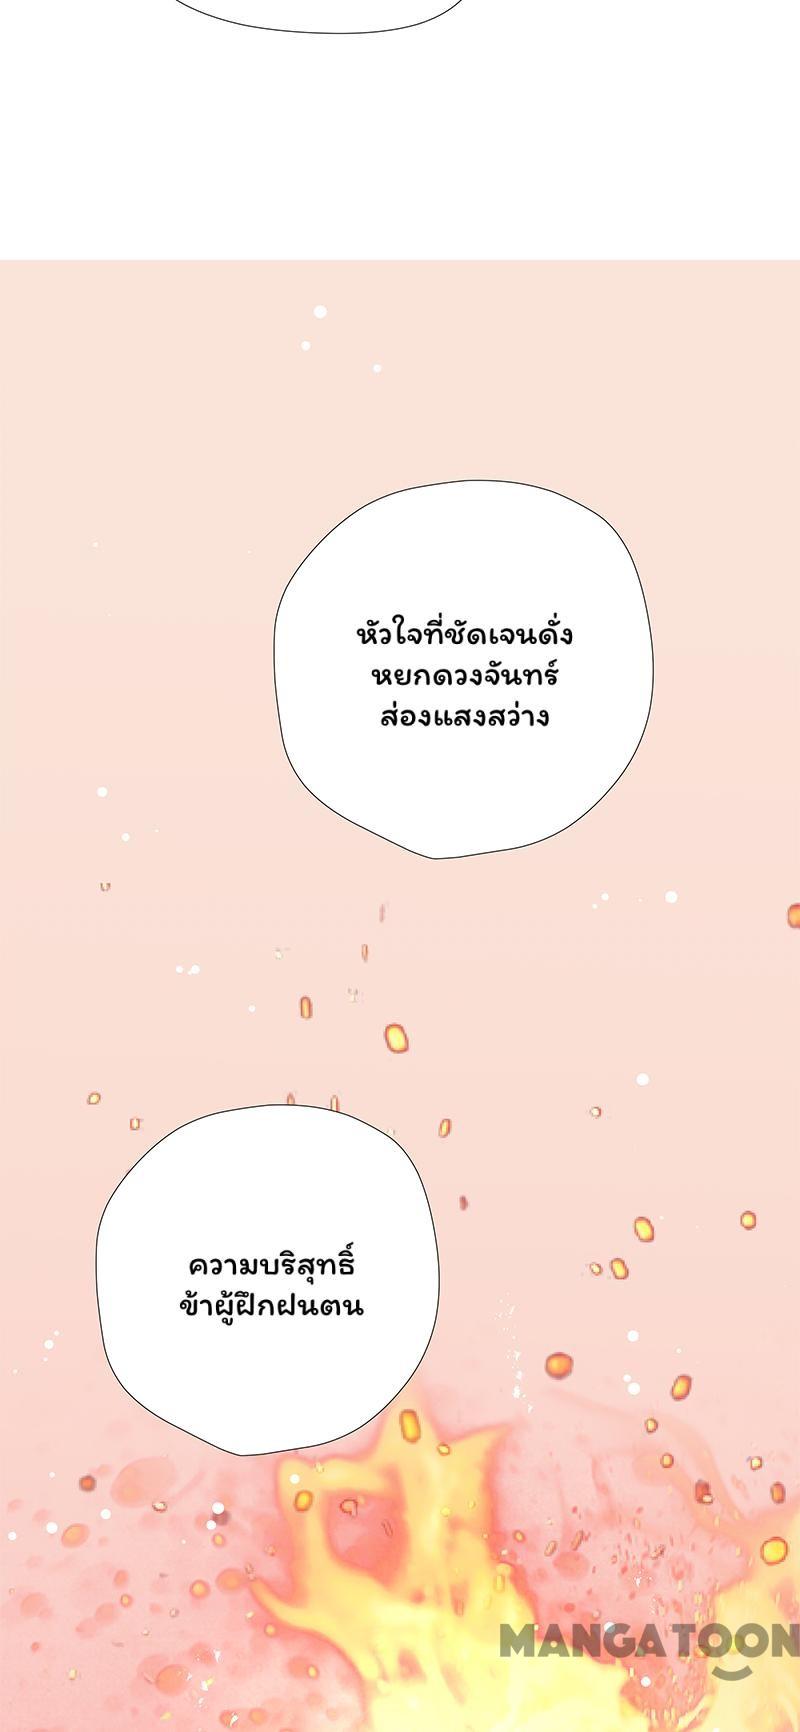 หัวใจที่ชัดเจนดั่ง
หยกดวงจันทร์
ส่องแสงสว่าง
ความบริสุทธิ์
ข้าผู้ฝึกฝนตน
MANGATOON